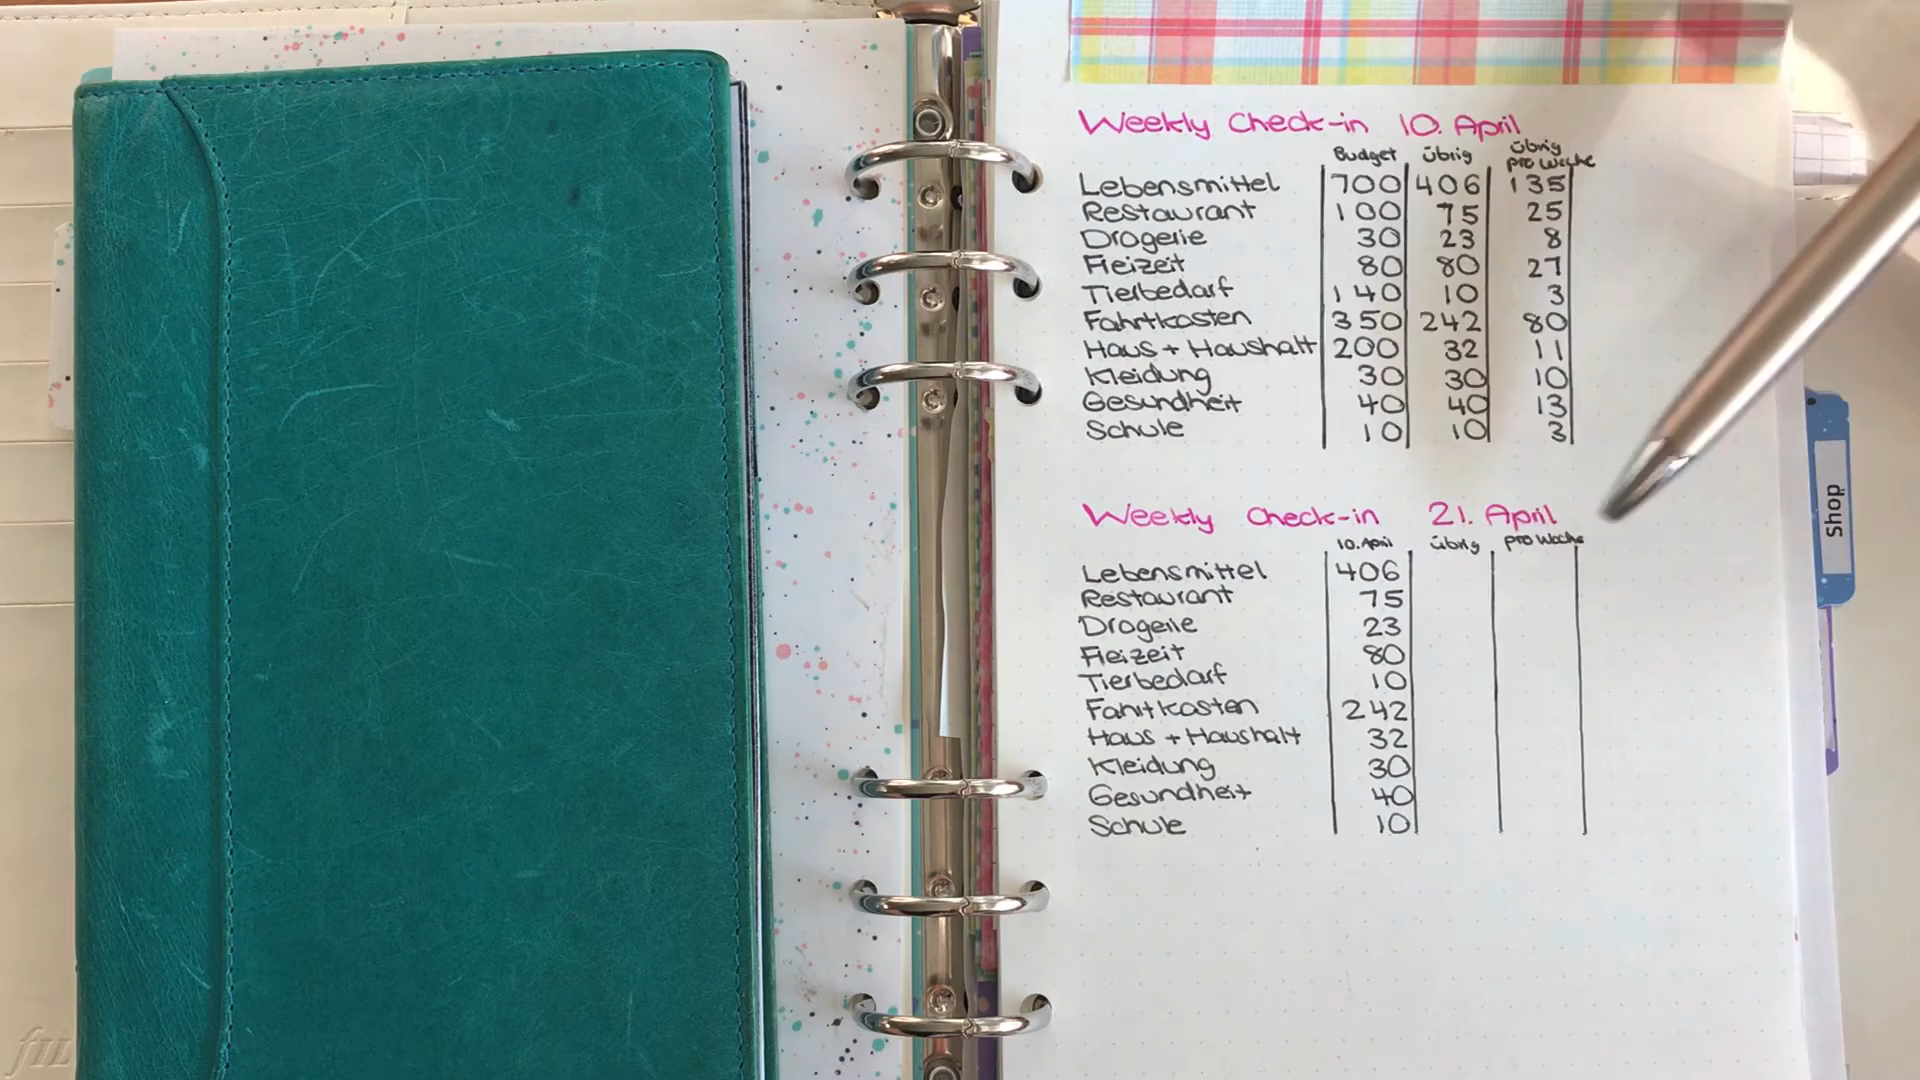 Weekly Check-in 10. April
Budget übrig übrig pro Woche
Lebensmittel 700 406 135
Restaurant 100 75 25
Drogerie 30 23 8
Freizeit 80 80 27
Tierbedarf 140 10 3
Fahrtkosten 350 242 80
Haus + Haushalt 200 32 11
Kleidung 30 30 10
Gesundheit 40 40 13
Schule 10 10 3
Weekly Check-in 21. April
10. April übrig pro Woche
Lebensmittel 406
Restaurant 75
Drogerie 23
Freizeit 80
Tierbedarf 10
Fahrtkosten 242
Haus + Haushalt 32
Kleidung 30
Gesundheit 40
Schule 10
Shop